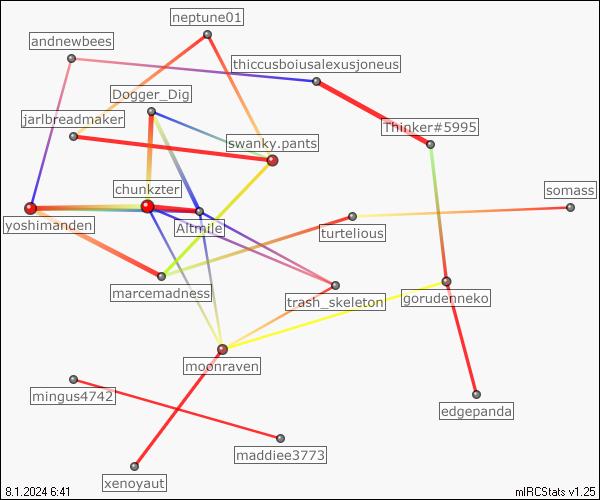 neptune01
andnewbees
thiccusboiusalexusjoneus
Dogger_Dig
jarlbreadmaker
Thinker#5995
swanky.pants
chunkzter
somass
yoshimanden
Altmile
turtelious
marcemadness
trash_skeleton
gorudenneko
moonraven
mingus4742
edgepanda
maddiee3773
xenoyaut
8.1.2024 6:41
mIRCStats v1.25